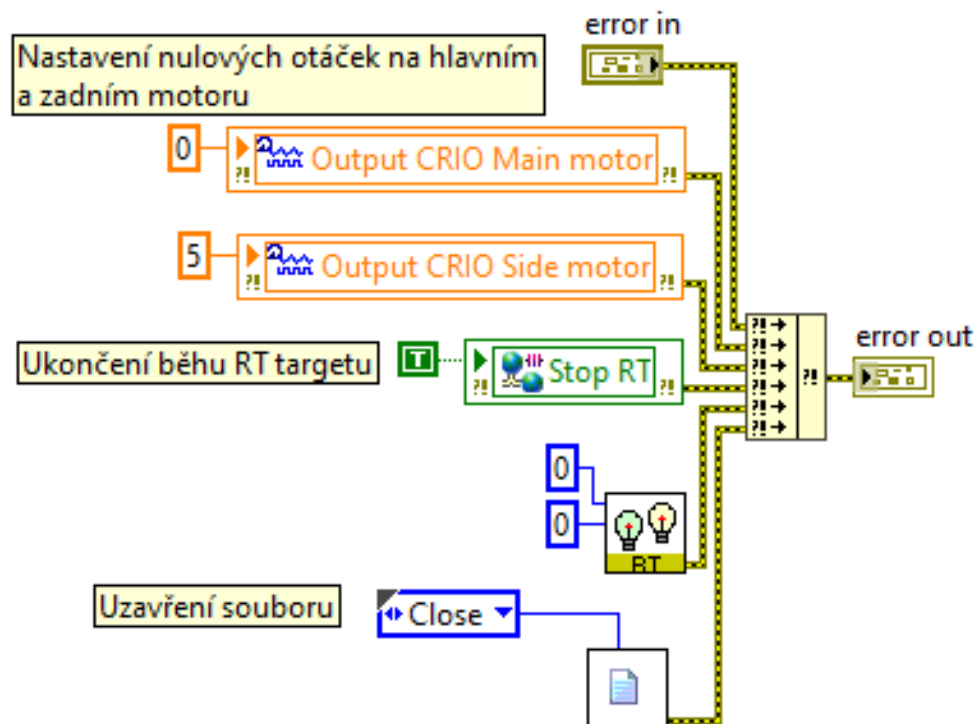 error in
Nastavení nulových otáček na hlavním
a zadním motoru
0
Output CRIO Main motor
5
Output CRIO Side motor
error out
Ukončení běhu RT targetu
T
Stop RT
0
0
RT
Uzavření souboru
Close